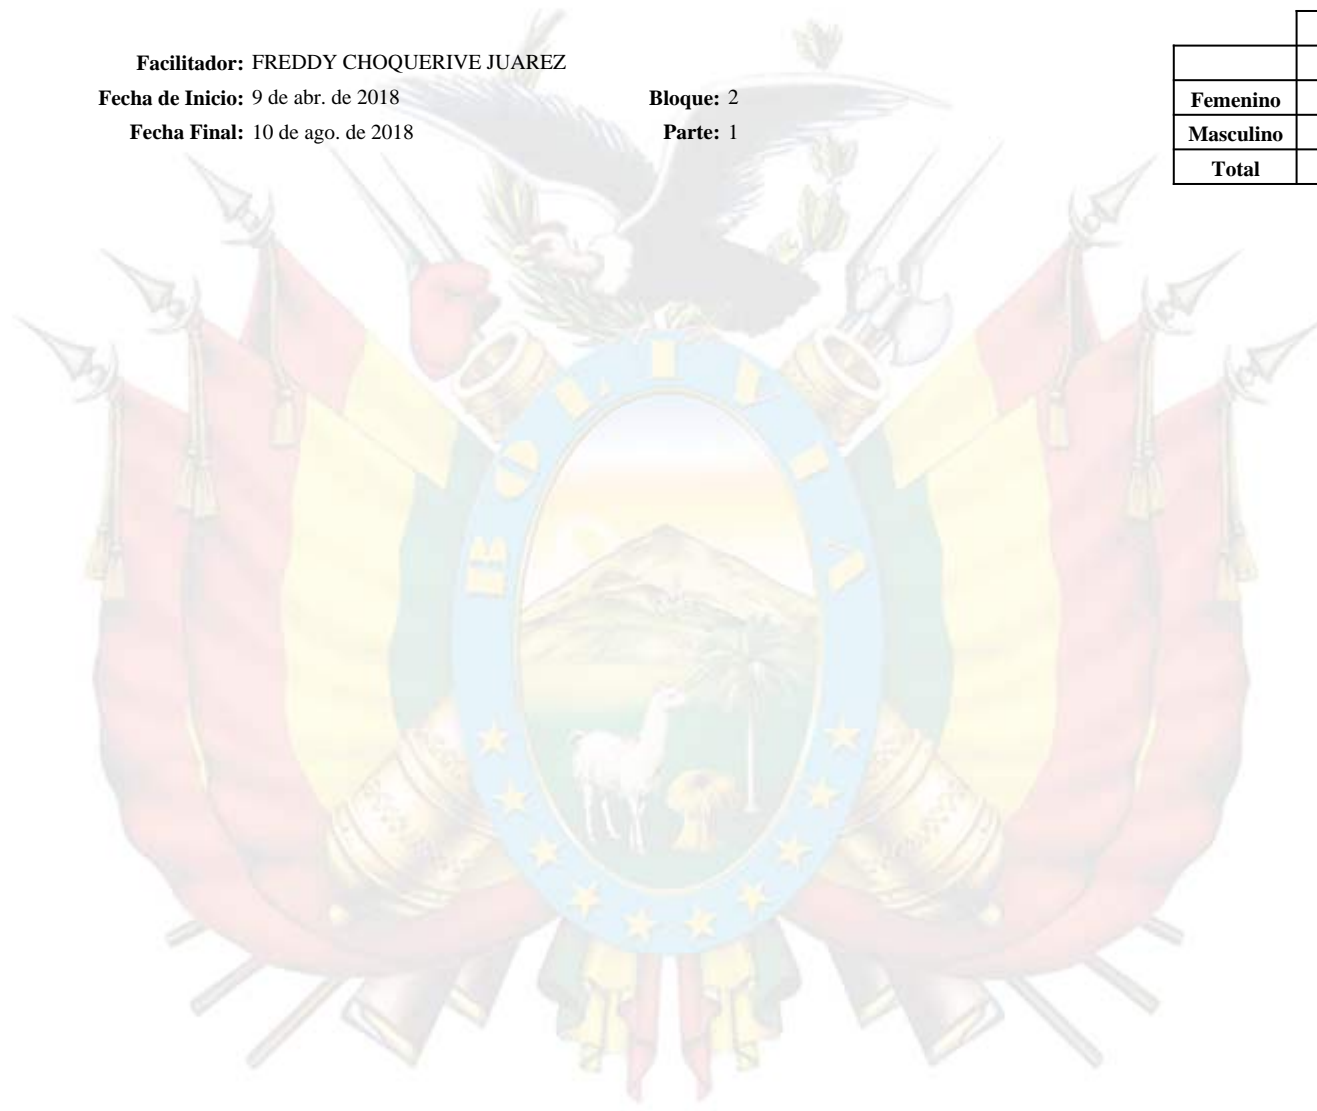 Facilitador: FREDDY CHOQUERIVE JUAREZ
Fecha de Inicio: 9 de abr. de 2018 Bloque: 2
Fecha Final: 10 de ago. de 2018 Parte: 1
Femenino
Masculino
Total
BOLIVIA